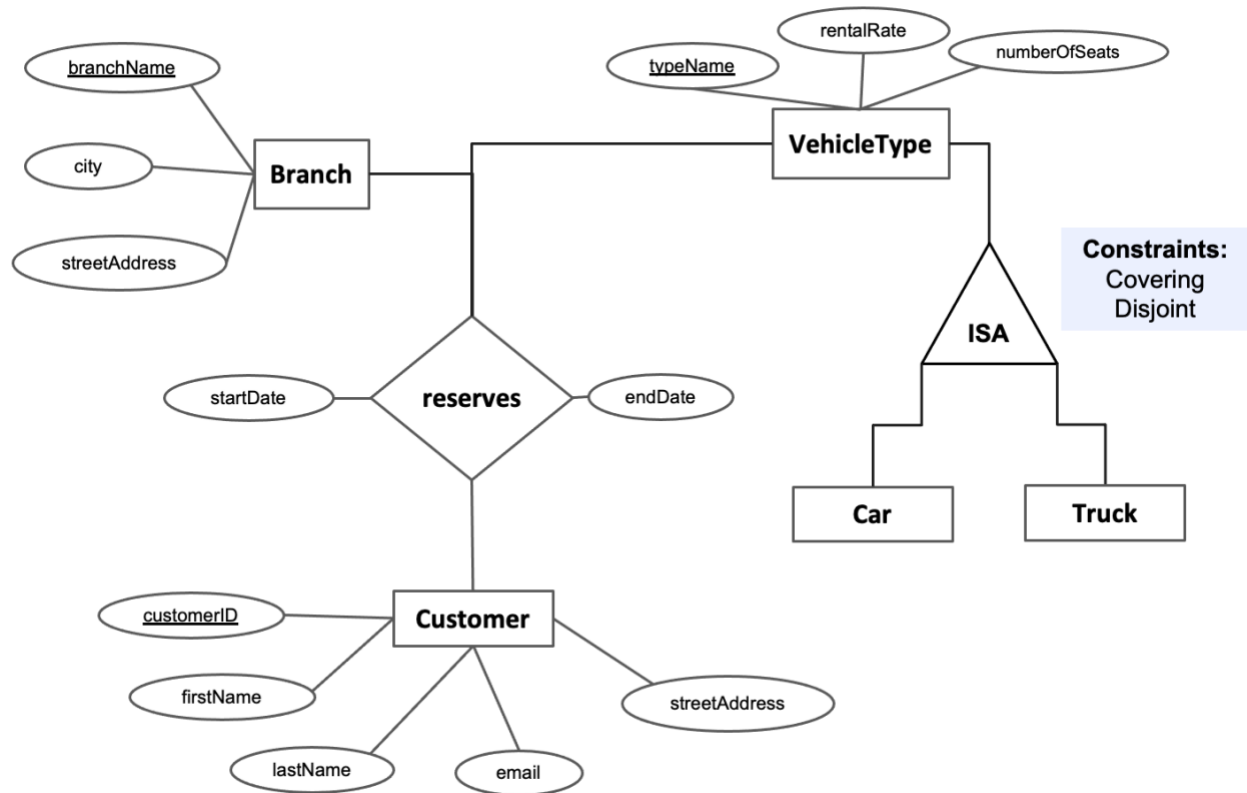 rentalRate
branchName
typeName
numberOfSeats
VehicleType
city
Branch
streetAddress
Constraints:
Covering
Disjoint
ISA
startDate
reserves
endDate
Car
Truck
customerID
Customer
firstName
streetAddress
lastName
email